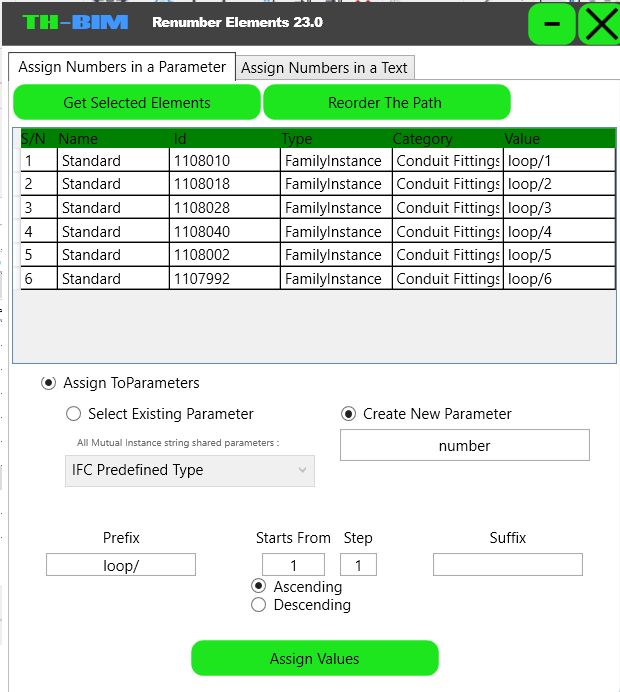 TH-BIM Renumber Elements 23.0
Assign Numbers in a Parameter Assign Numbers in a Text
Get Selected Elements Reorder The Path
S/N Name Id Type Category Value
1 Standard 1108010 FamilyInstance Conduit Fittings loop/1
2 Standard 1108018 FamilyInstance Conduit Fittings loop/2
3 Standard 1108028 FamilyInstance Conduit Fittings loop/3
4 Standard 1108040 FamilyInstance Conduit Fittings loop/4
5 Standard 1108002 FamilyInstance Conduit Fittings loop/5
6 Standard 1107992 FamilyInstance Conduit Fittings loop/6
Assign ToParameters
Select Existing Parameter Create New Parameter
All Mutual Instance string shared parameters :
number
IFC Predefined Type
Prefix Starts From Step Suffix
loop/ 1 1
Ascending
Descending
Assign Values